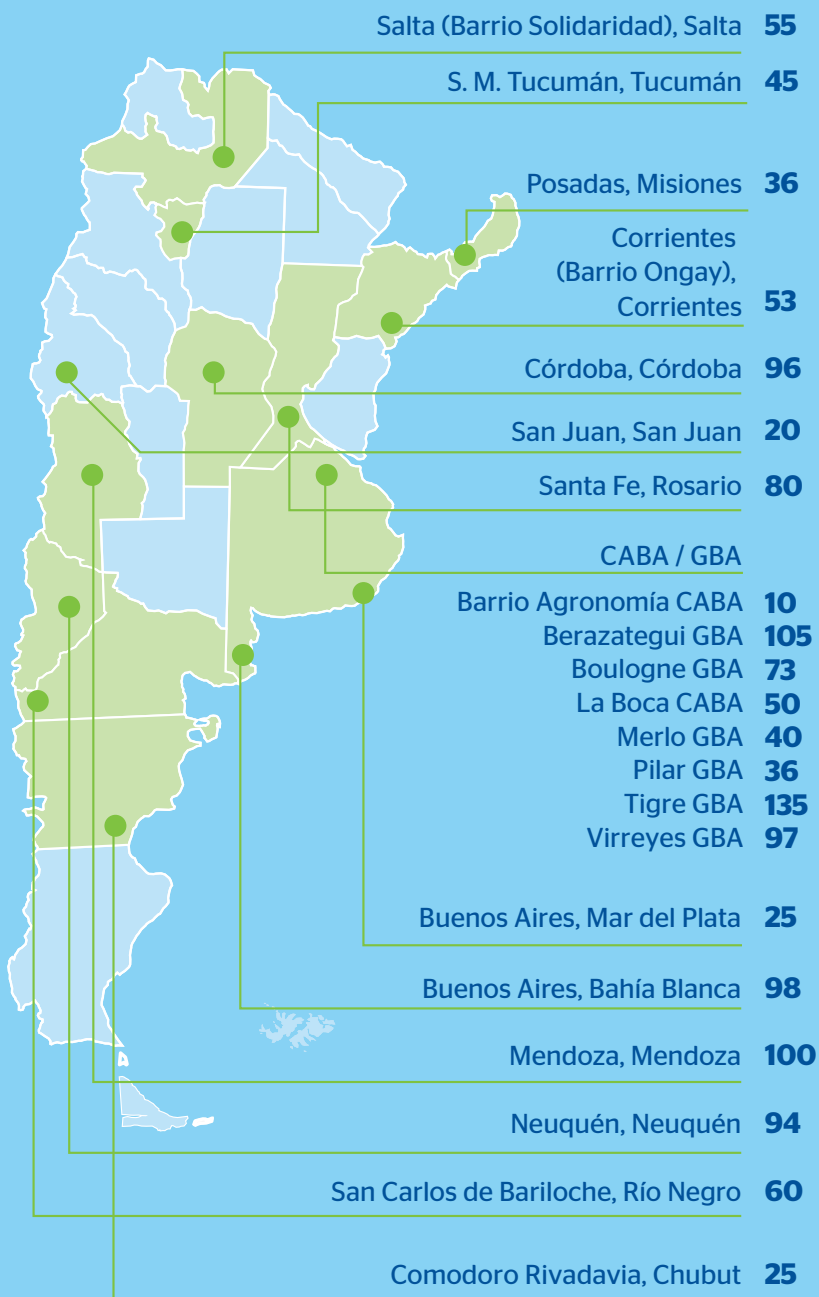 Salta (Barrio Solidaridad), Salta 55
S. M. Tucumán, Tucumán 45
Posadas, Misiones 36
Corrientes
(Barrio Ongay),
Corrientes 53
Córdoba, Córdoba 96
San Juan, San Juan 20
Santa Fe, Rosario 80
CABA / GBA
Barrio Agronomía CABA 10
Berazategui GBA 105
Boulogne GBA 73
La Boca CABA 50
Merlo GBA 40
Pilar GBA 36
Tigre GBA 135
Virreyes GBA 97
Buenos Aires, Mar del Plata 25
Buenos Aires, Bahía Blanca 98
Mendoza, Mendoza 100
Neuquén, Neuquén 94
San Carlos de Bariloche, Río Negro 60
Comodoro Rivadavia, Chubut 25